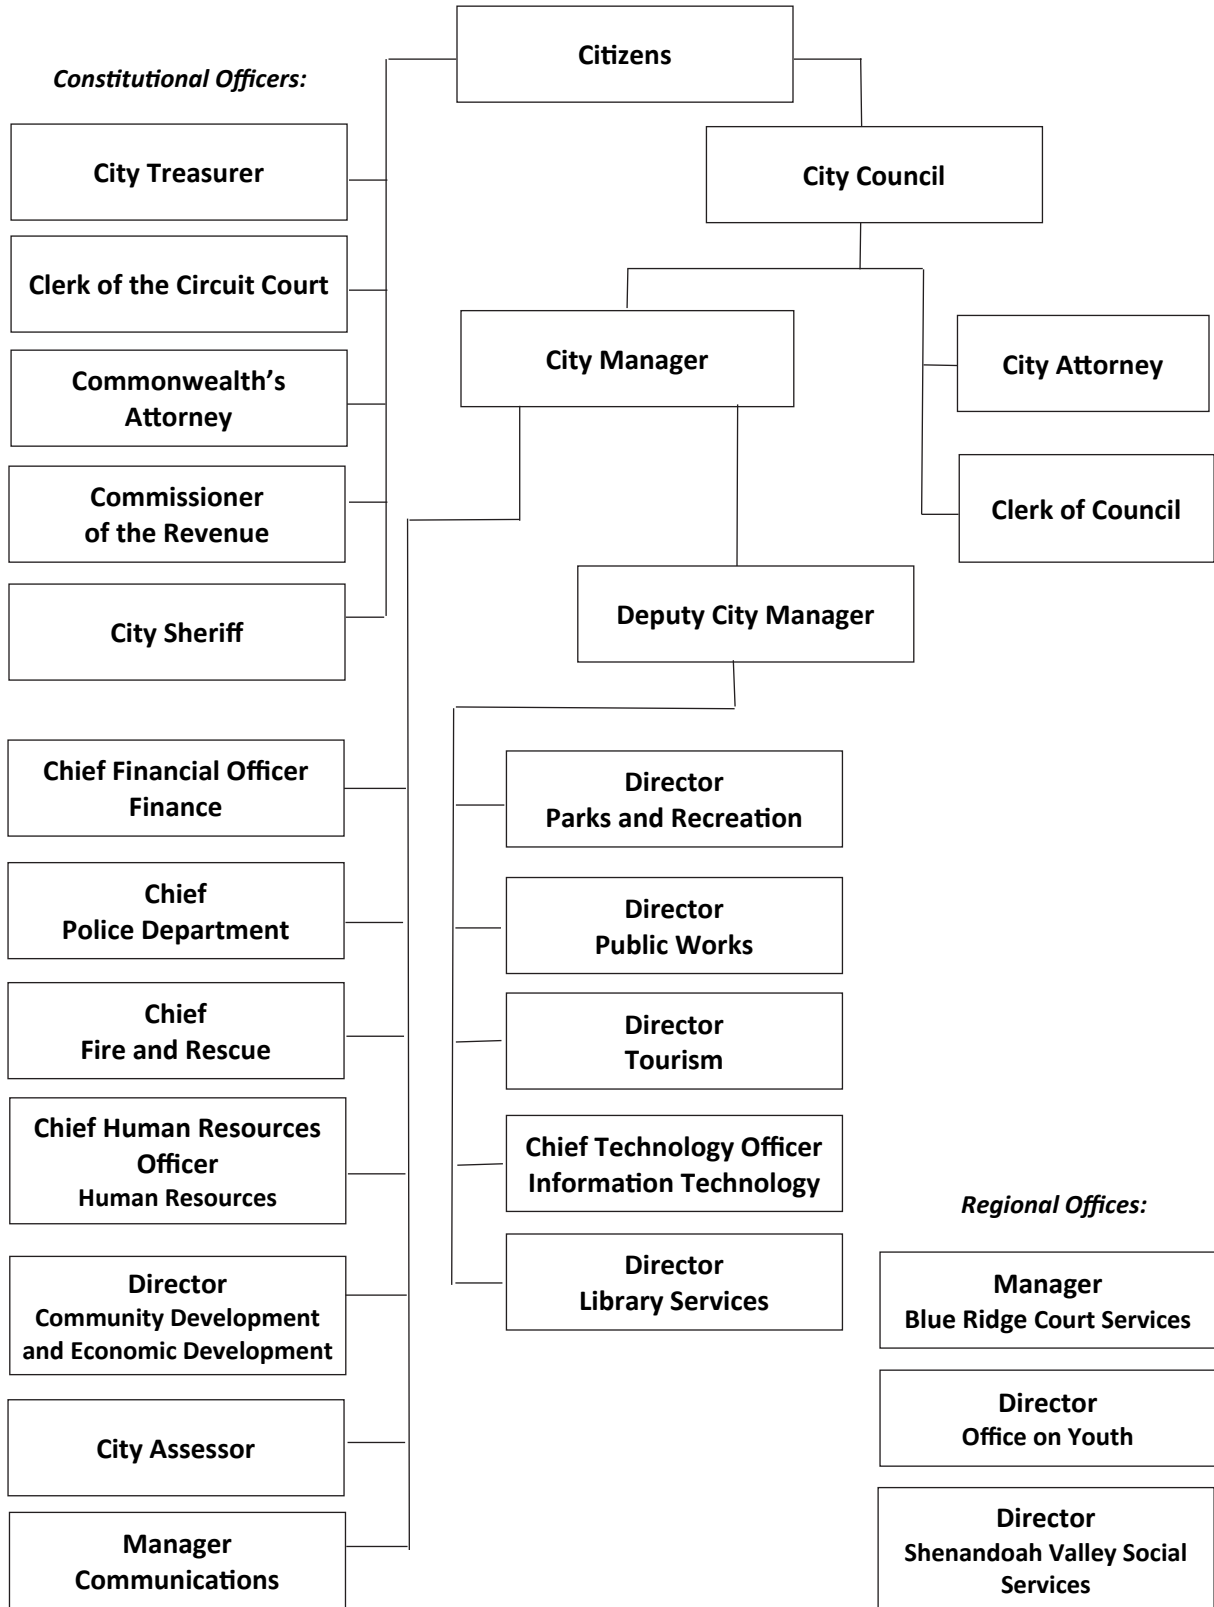 Citizens
Constitutional Officers:
City Treasurer
City Council
Clerk of the Circuit Court
City Manager
City Attorney
Commonwealth’s
Attorney
Commissioner
of the Revenue
Clerk of Council
City Sheriff
Deputy City Manager
Chief Financial Officer
Finance
Director
Parks and Recreation
Chief
Police Department
Director
Public Works
Chief
Fire and Rescue
Director
Tourism
Chief Human Resources
Officer
Human Resources
Chief Technology Officer
Information Technology
Regional Offices:
Director
Community Development
and Economic Development
Director
Library Services
Manager
Blue Ridge Court Services
City Assessor
Director
Office on Youth
Manager
Communications
Director
Shenandoah Valley Social
Services